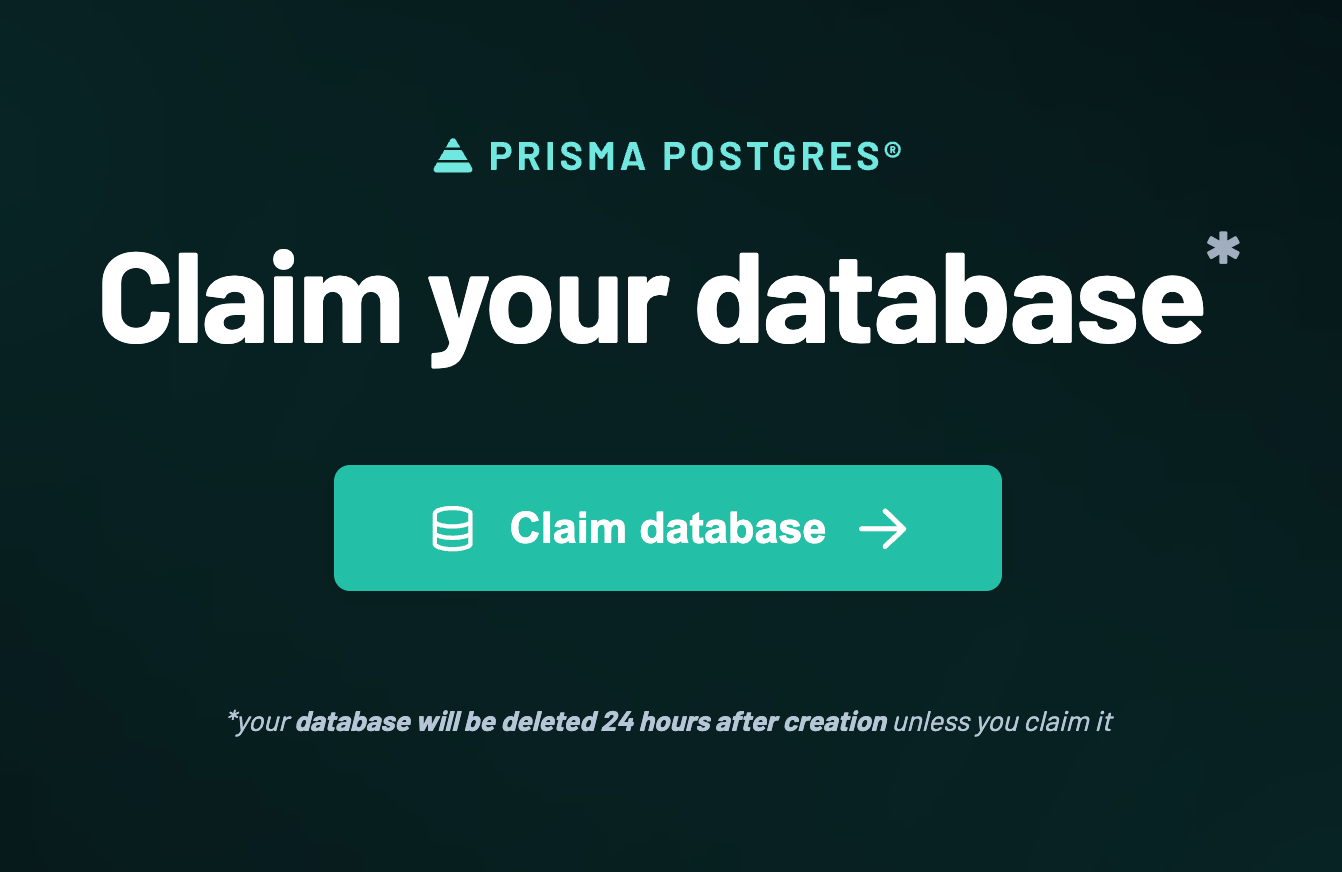 PRISMA POSTGRES®
Claim your database*
Claim database
*your database will be deleted 24 hours after creation unless you claim it